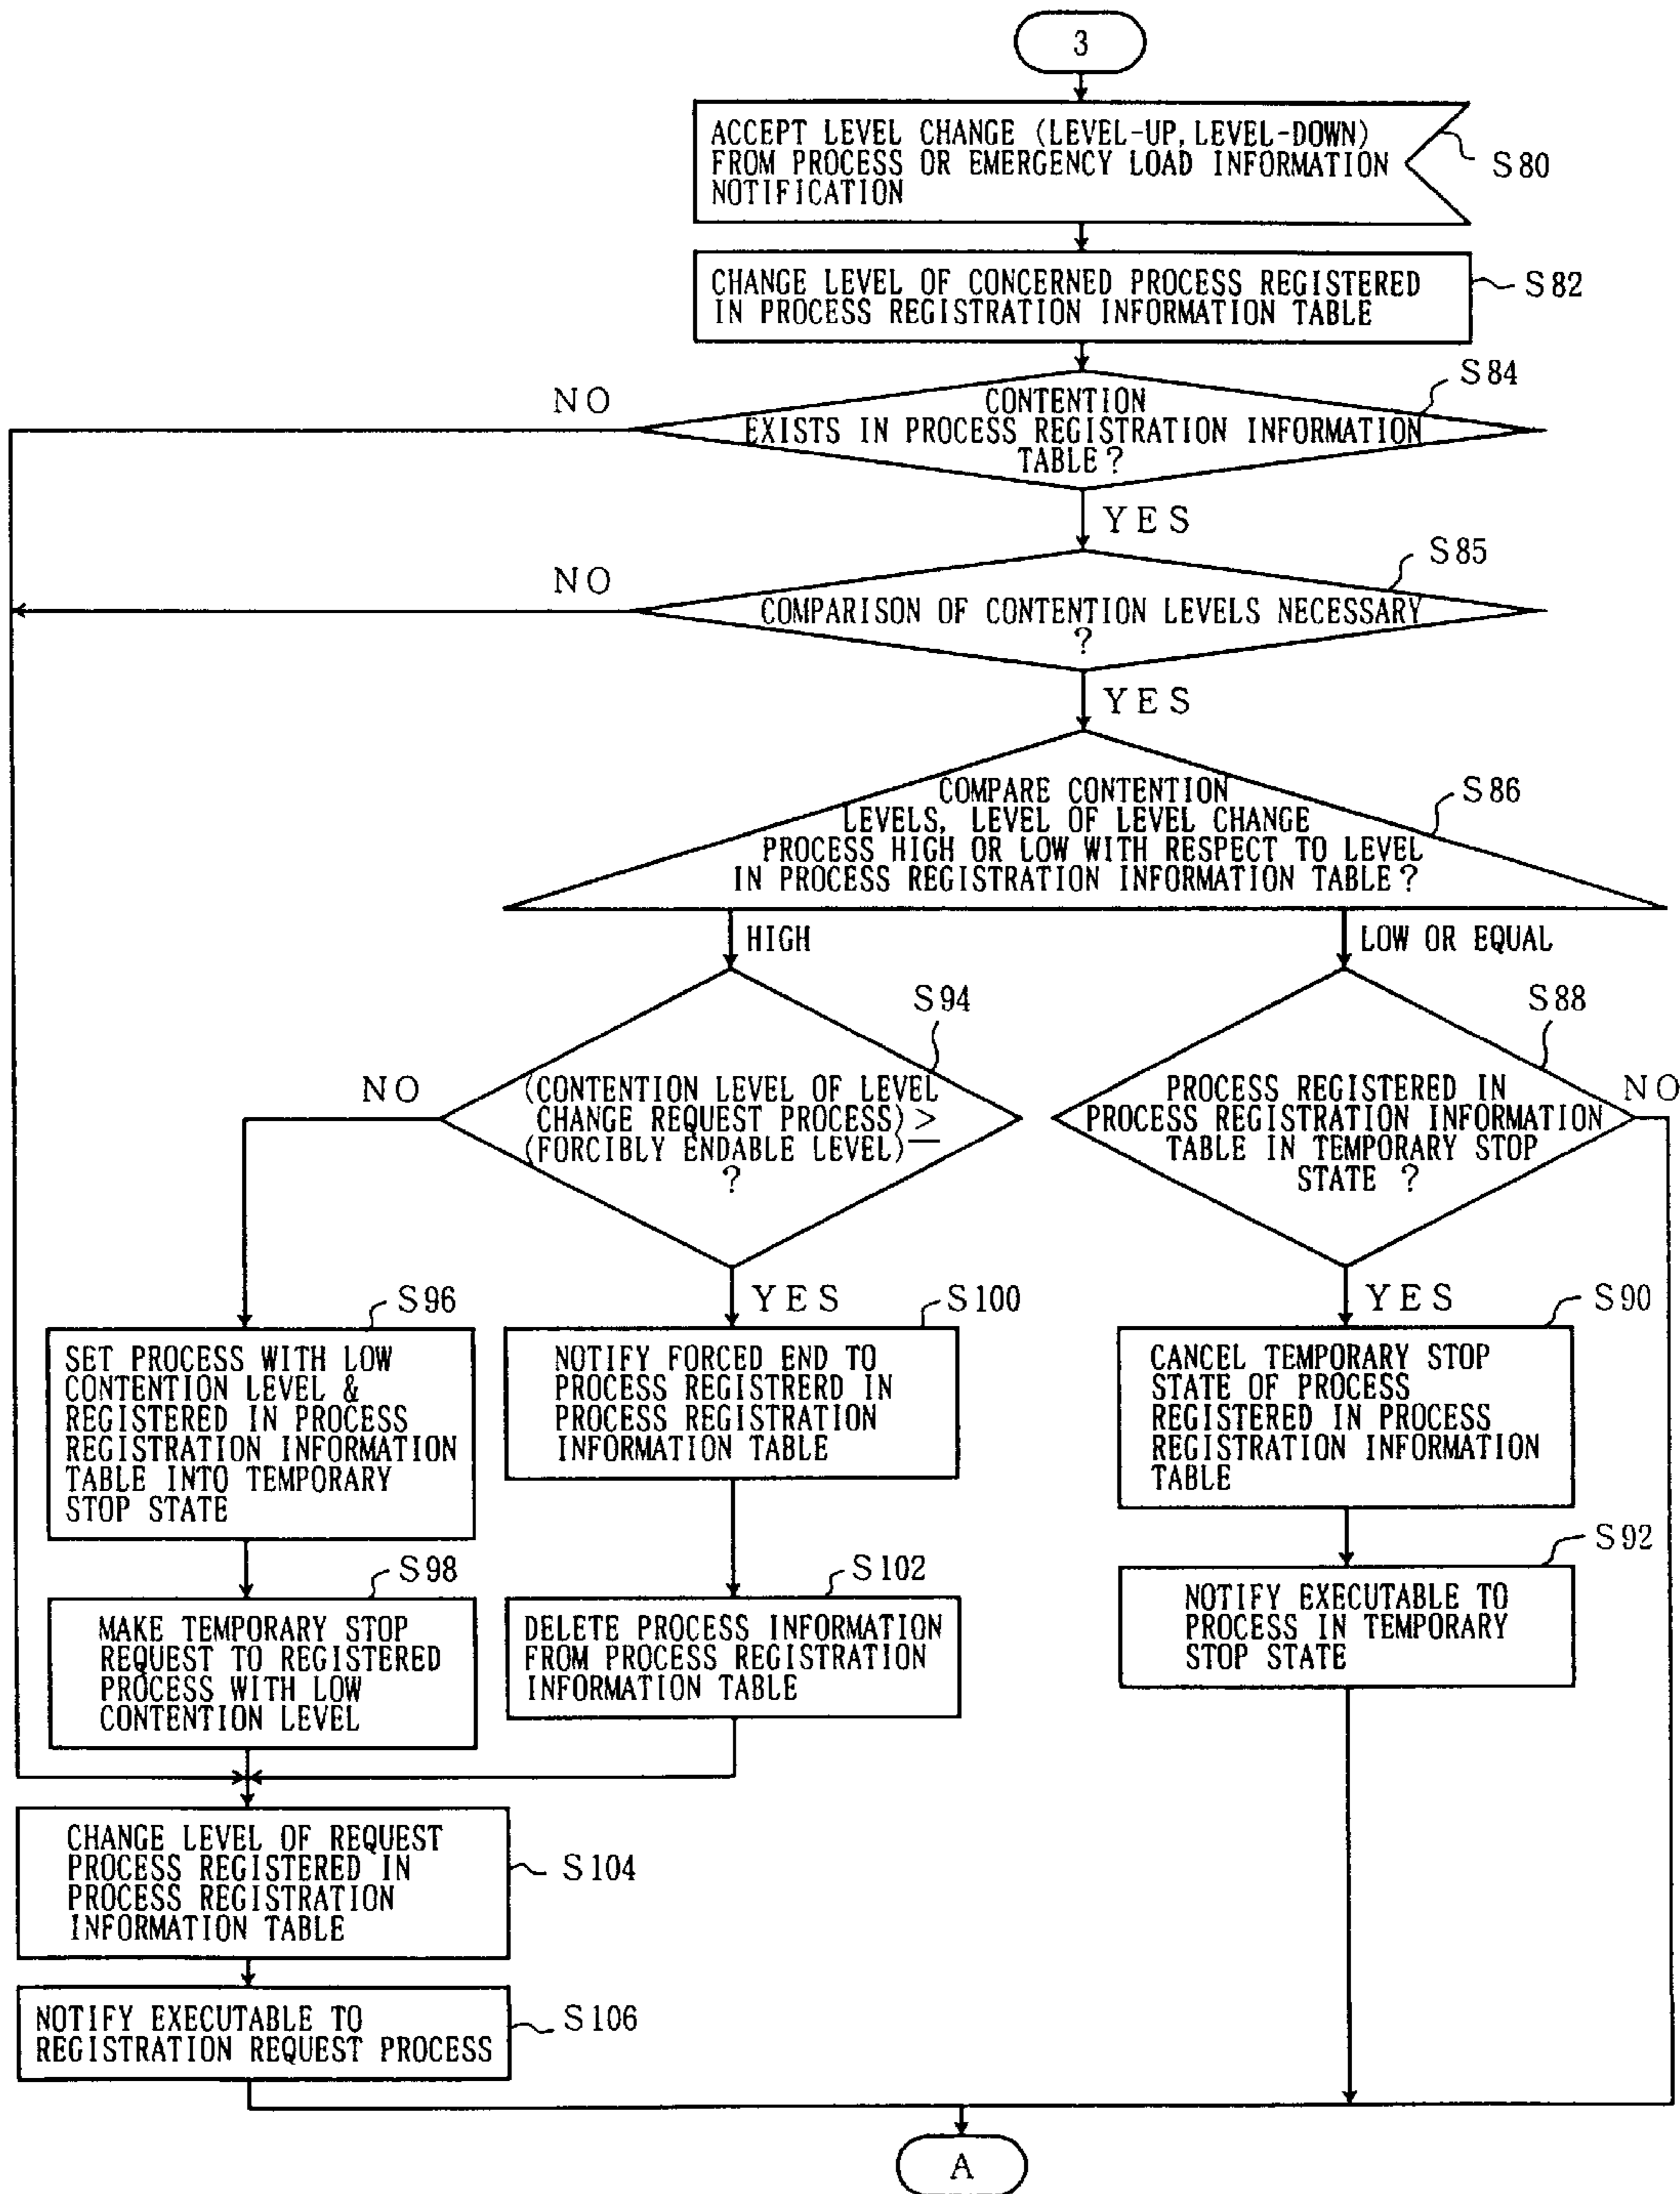 3
ACCEPT LEVEL CHANGE (LEVEL-UP, LEVEL-DOWN)
FROM PROCESS OR EMERGENCY LOAD INFORMATION
NOTIFICATION
S80
CHANGE LEVEL OF CONCERNED PROCESS REGISTERED
IN PROCESS REGISTRATION INFORMATION TABLE
S82
S84
NO
CONTENTION
EXISTS IN PROCESS REGISTRATION INFORMATION
TABLE?
YES
S85
NO
COMPARISON OF CONTENTION LEVELS NECESSARY
?
YES
S86
COMPARE CONTENTION
LEVELS, LEVEL OF LEVEL CHANGE
PROCESS HIGH OR LOW WITH RESPECT TO LEVEL
IN PROCESS REGISTRATION INFORMATION TABLE?
HIGH
LOW OR EQUAL
S94
NO
(CONTENTION LEVEL OF LEVEL
CHANGE REQUEST PROCESS) ≥
(FORCIBLY ENDABLE LEVEL)
?
YES
S88
PROCESS REGISTERED IN
PROCESS REGISTRATION INFORMATION
TABLE IN TEMPORARY STOP
STATE ?
NO
YES
S96
SET PROCESS WITH LOW
CONTENTION LEVEL &
REGISTERED IN PROCESS
REGISTRATION INFORMATION
TABLE INTO TEMPORARY
STOP STATE
S100
NOTIFY FORCED END TO
PROCESS REGISTRERD IN
PROCESS REGISTRATION
INFORMATION TABLE
S90
CANCEL TEMPORARY STOP
STATE OF PROCESS
REGISTERED IN PROCESS
REGISTRATION INFORMATION
TABLE
S98
MAKE TEMPORARY STOP
REQUEST TO REGISTERED
PROCESS WITH LOW
CONTENTION LEVEL
S102
DELETE PROCESS INFORMATION
FROM PROCESS REGISTRATION
INFORMATION TABLE
S92
NOTIFY EXECUTABLE TO
PROCESS IN TEMPORARY
STOP STATE
CHANGE LEVEL OF REQUEST
PROCESS REGISTERED IN
PROCESS REGISTRATION
INFORMATION TABLE
S104
NOTIFY EXECUTABLE TO
REGISTRATION REQUEST PROCESS
S106
A